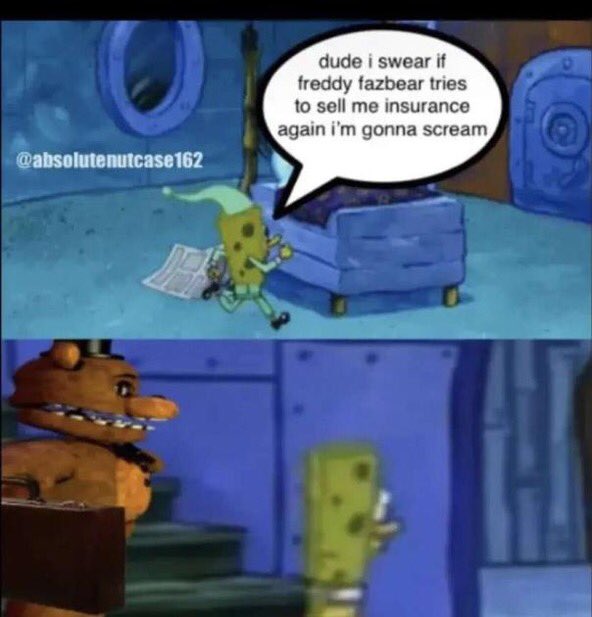 dude i swear if
freddy fazbear tries
to sell me insurance
again i'm gonna scream
@absolutenutcase162